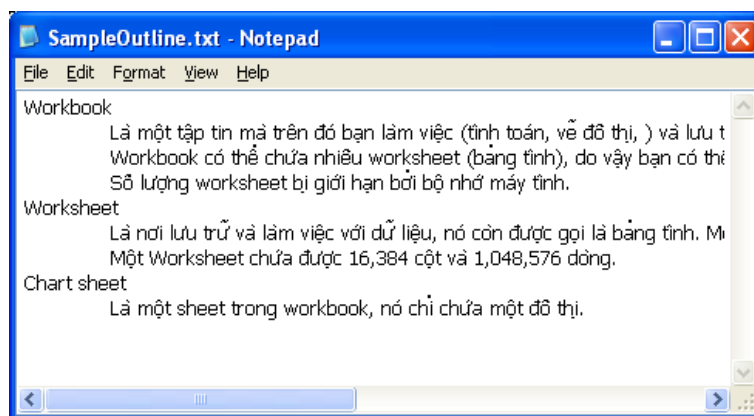 SampleOutline.txt - Notepad
File Edit Format View Help
Workbook
Là một tập tin mà trên đó bạn làm việc (tính toán, vẽ đồ thị, ) và lưu t
Workbook có thể chứa nhiều worksheet (bảng tính), do vậy bạn có thể
Số lượng worksheet bị giới hạn bởi bộ nhớ máy tính.
Worksheet
Là nơi lưu trữ và làm việc với dữ liệu, nó còn được gọi là bảng tính.
Một Worksheet chứa được 16,384 cột và 1,048,576 dòng.
Chart sheet
Là một sheet trong workbook, nó chỉ chứa một đồ thị.